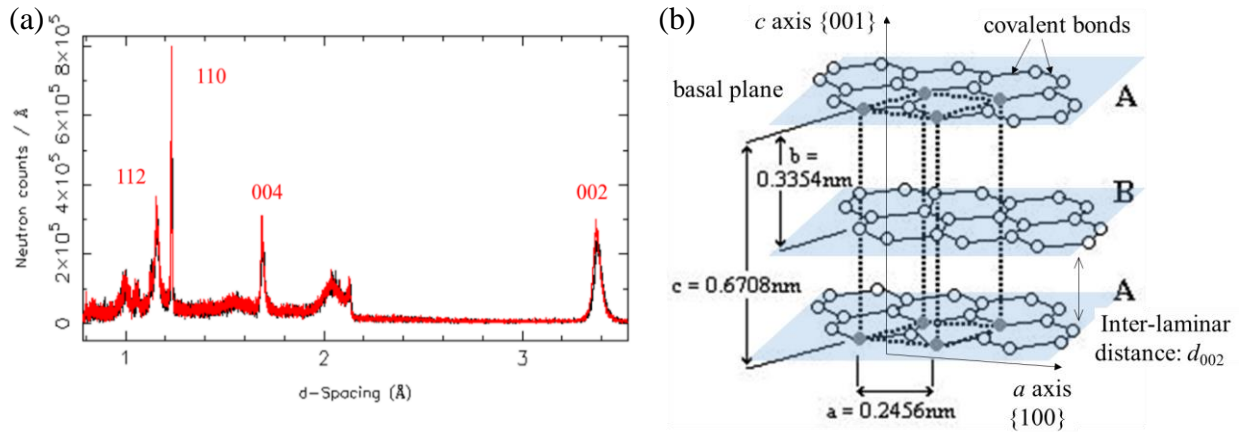 (a)
Neutron counts / Å
0
2×10⁵
4×10⁵
6×10⁵
8×10⁵
112
110
004
002
1
2
3
d-Spacing (Å)
(b)
c axis {001}
covalent bonds
basal plane
A
b =
0.3354nm
B
c = 0.6708nm
A
Inter-laminar
distance: d₀₀₂
a axis
{100}
a = 0.2456nm